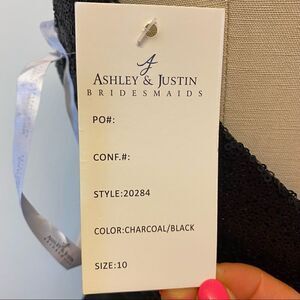 ASHLEY & JUSTIN
BRIDESMAIDS
PO#:
CONF.#:
STYLE:20284
COLOR:CHARCOAL/BLACK
SIZE:10